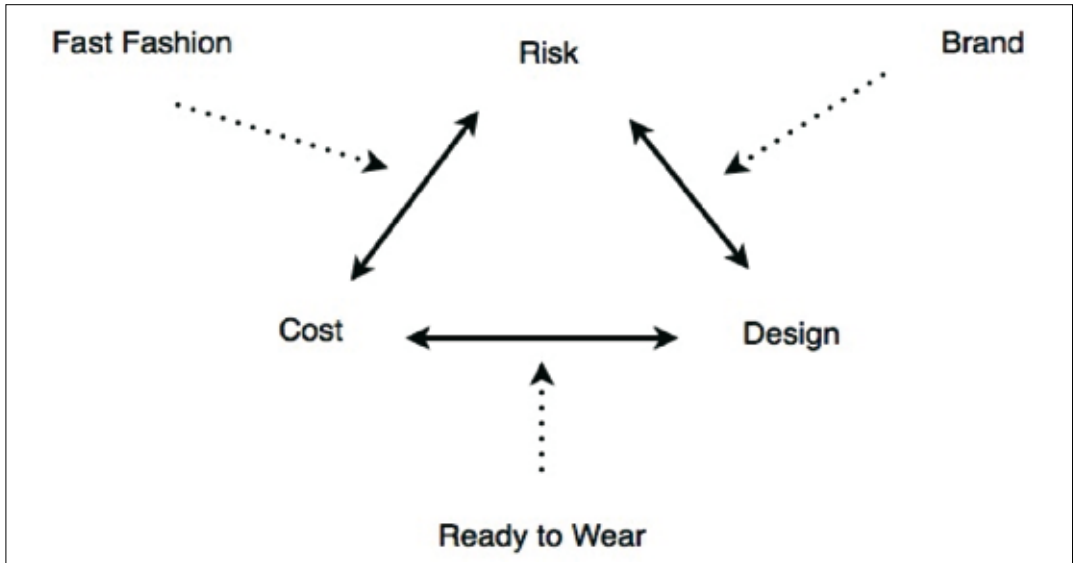 Fast Fashion
Risk
Brand
Cost
Design
Ready to Wear